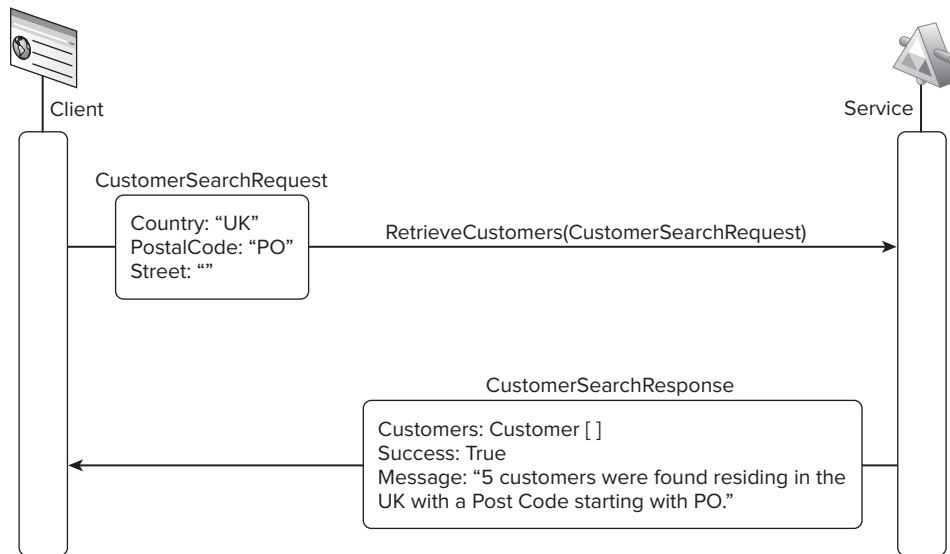 Client
Service
CustomerSearchRequest
Country: “UK”
PostalCode: “PO”
Street: “”
RetrieveCustomers(CustomerSearchRequest)
CustomerSearchResponse
Customers: Customer [ ]
Success: True
Message: “5 customers were found residing in the
UK with a Post Code starting with PO.”